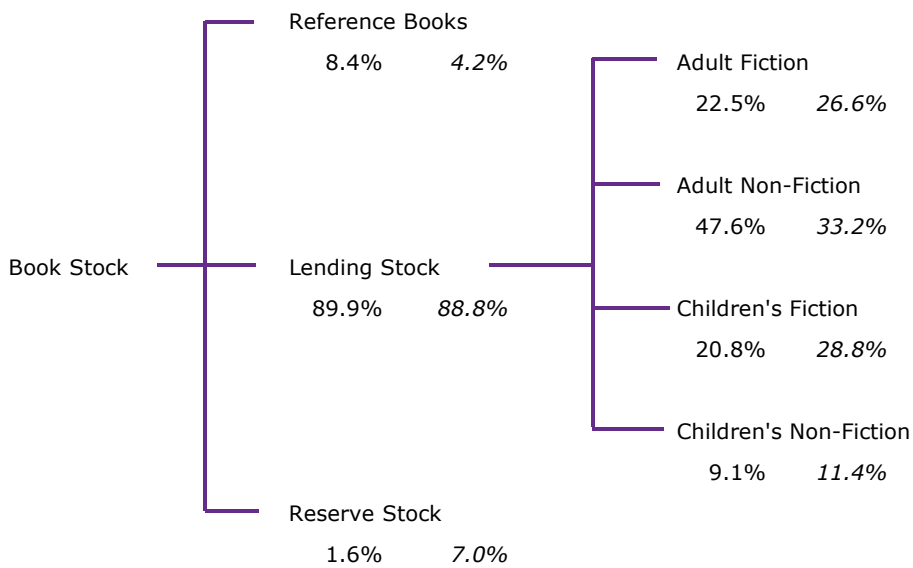 Reference Books
8.4% 4.2%
Adult Fiction
22.5% 26.6%
Adult Non-Fiction
47.6% 33.2%
Book Stock
Lending Stock
89.9% 88.8%
Children's Fiction
20.8% 28.8%
Children's Non-Fiction
9.1% 11.4%
Reserve Stock
1.6% 7.0%